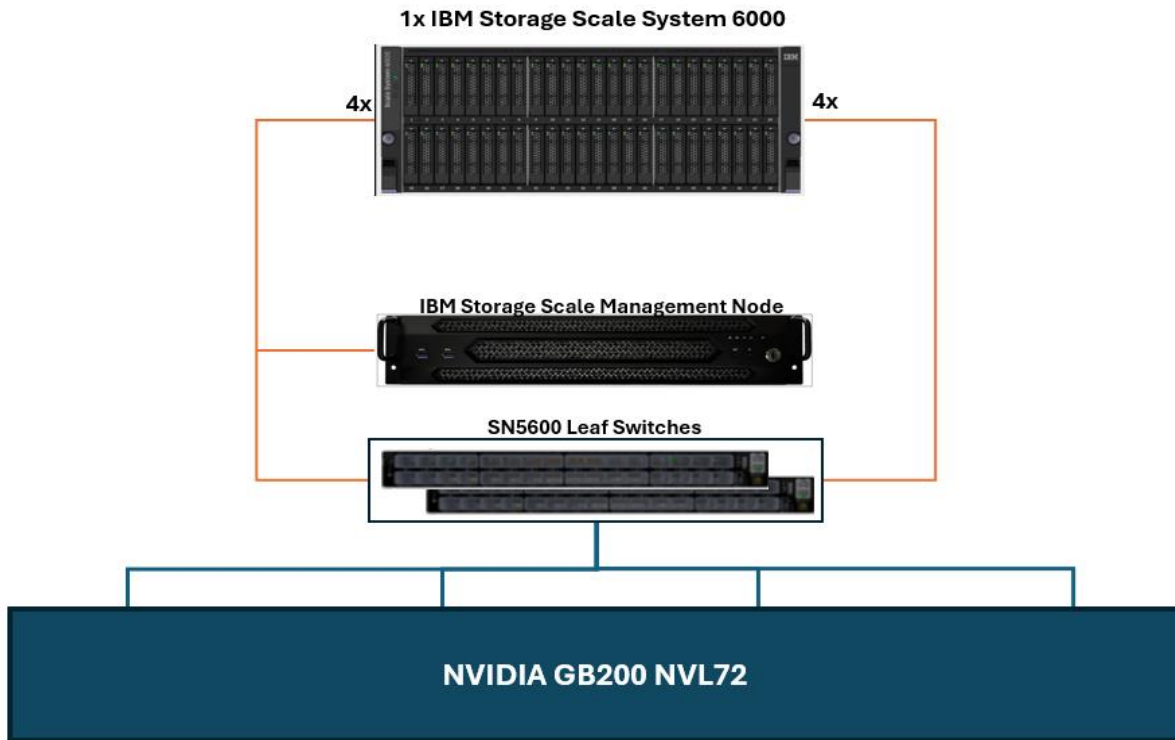 1x IBM Storage Scale System 6000
4x
4x
IBM
IBM Storage Scale Management Node
SN5600 Leaf Switches
NVIDIA GB200 NVL72